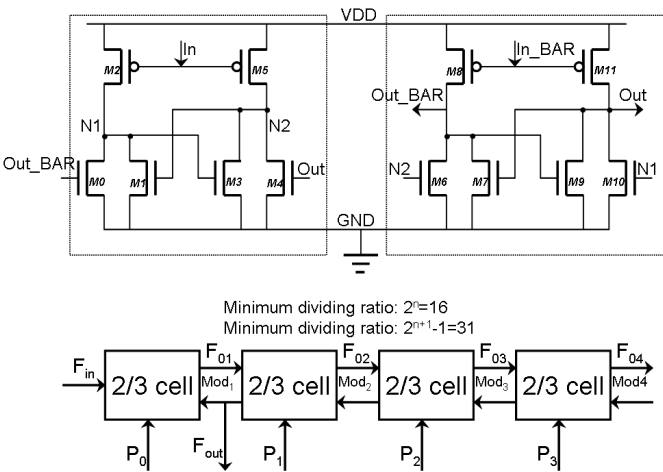 VDD
In
In_BAR
M2
M5
M8
M11
Out_BAR
Out
N1
N2
Out_BAR
Out
N2
N1
M0
M1
M3
M4
M6
M7
M9
M10
GND
Minimum dividing ratio: 2ⁿ=16
Minimum dividing ratio: 2ⁿ⁺¹-1=31
Fin
F01
F02
F03
F04
2/3 cell
Mod1
2/3 cell
Mod2
2/3 cell
Mod3
2/3 cell
Mod4
P0
Fout
P1
P2
P3